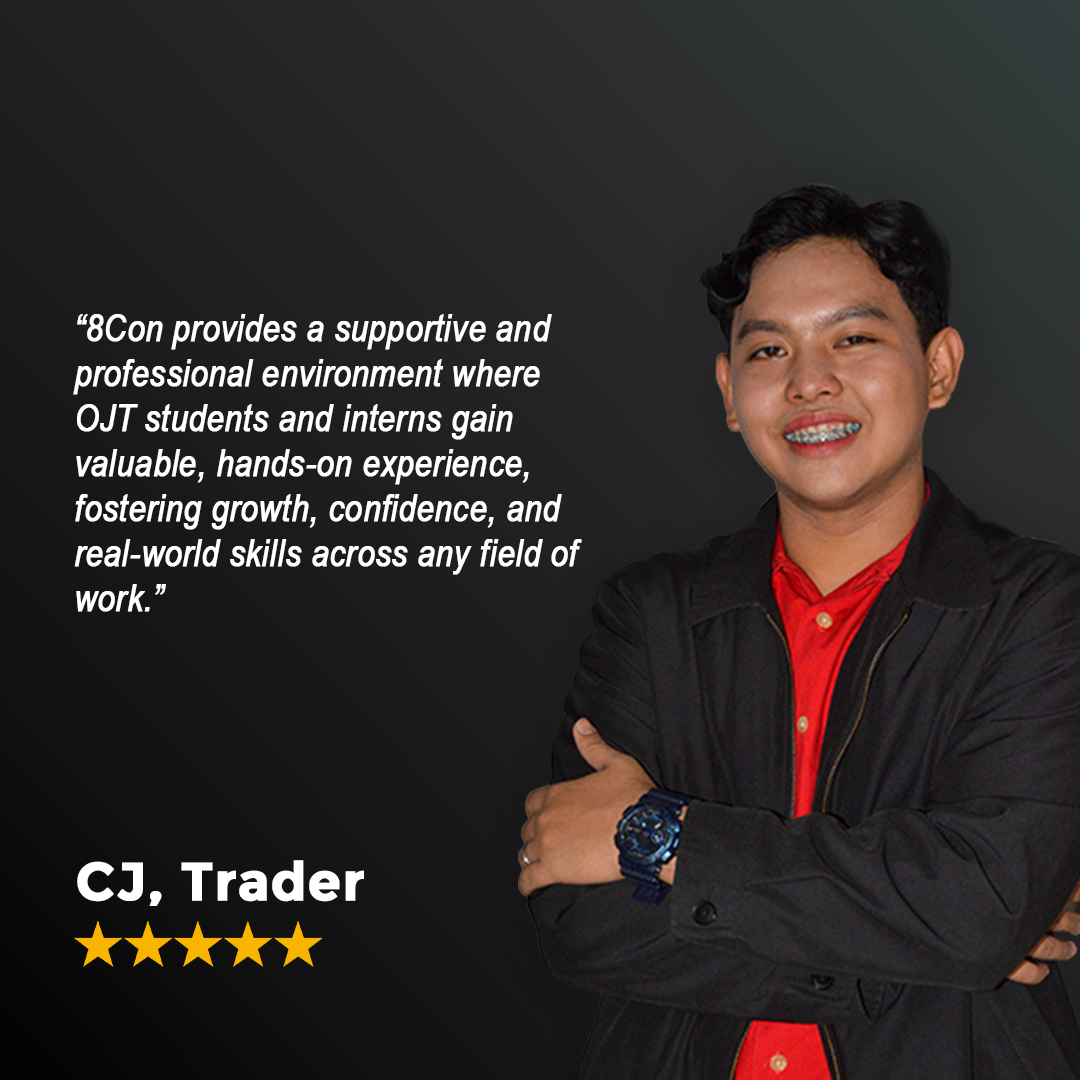 “8Con provides a supportive and
professional environment where
OJT students and interns gain
valuable, hands-on experience,
fostering growth, confidence, and
real-world skills across any field of
work.”
CJ, Trader